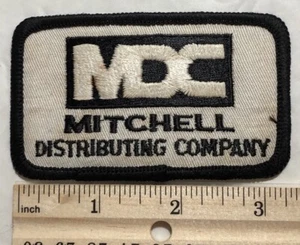 MDC
MITCHELL
DISTRIBUTING COMPANY
inch 1 2 3